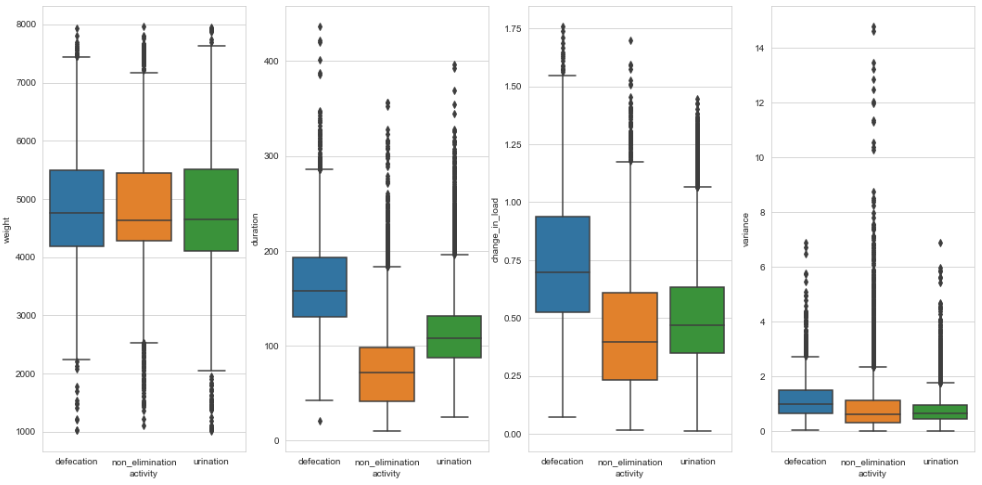 8000
7000
6000
5000
4000
3000
2000
1000
weight
defecation non_elimination urination
activity
400
300
200
100
0
duration
defecation non_elimination urination
activity
1.75
1.50
1.25
1.00
0.75
0.50
0.25
0.00
change_in_load
defecation non_elimination urination
activity
14
12
10
8
6
4
2
0
variance
defecation non_elimination urination
activity